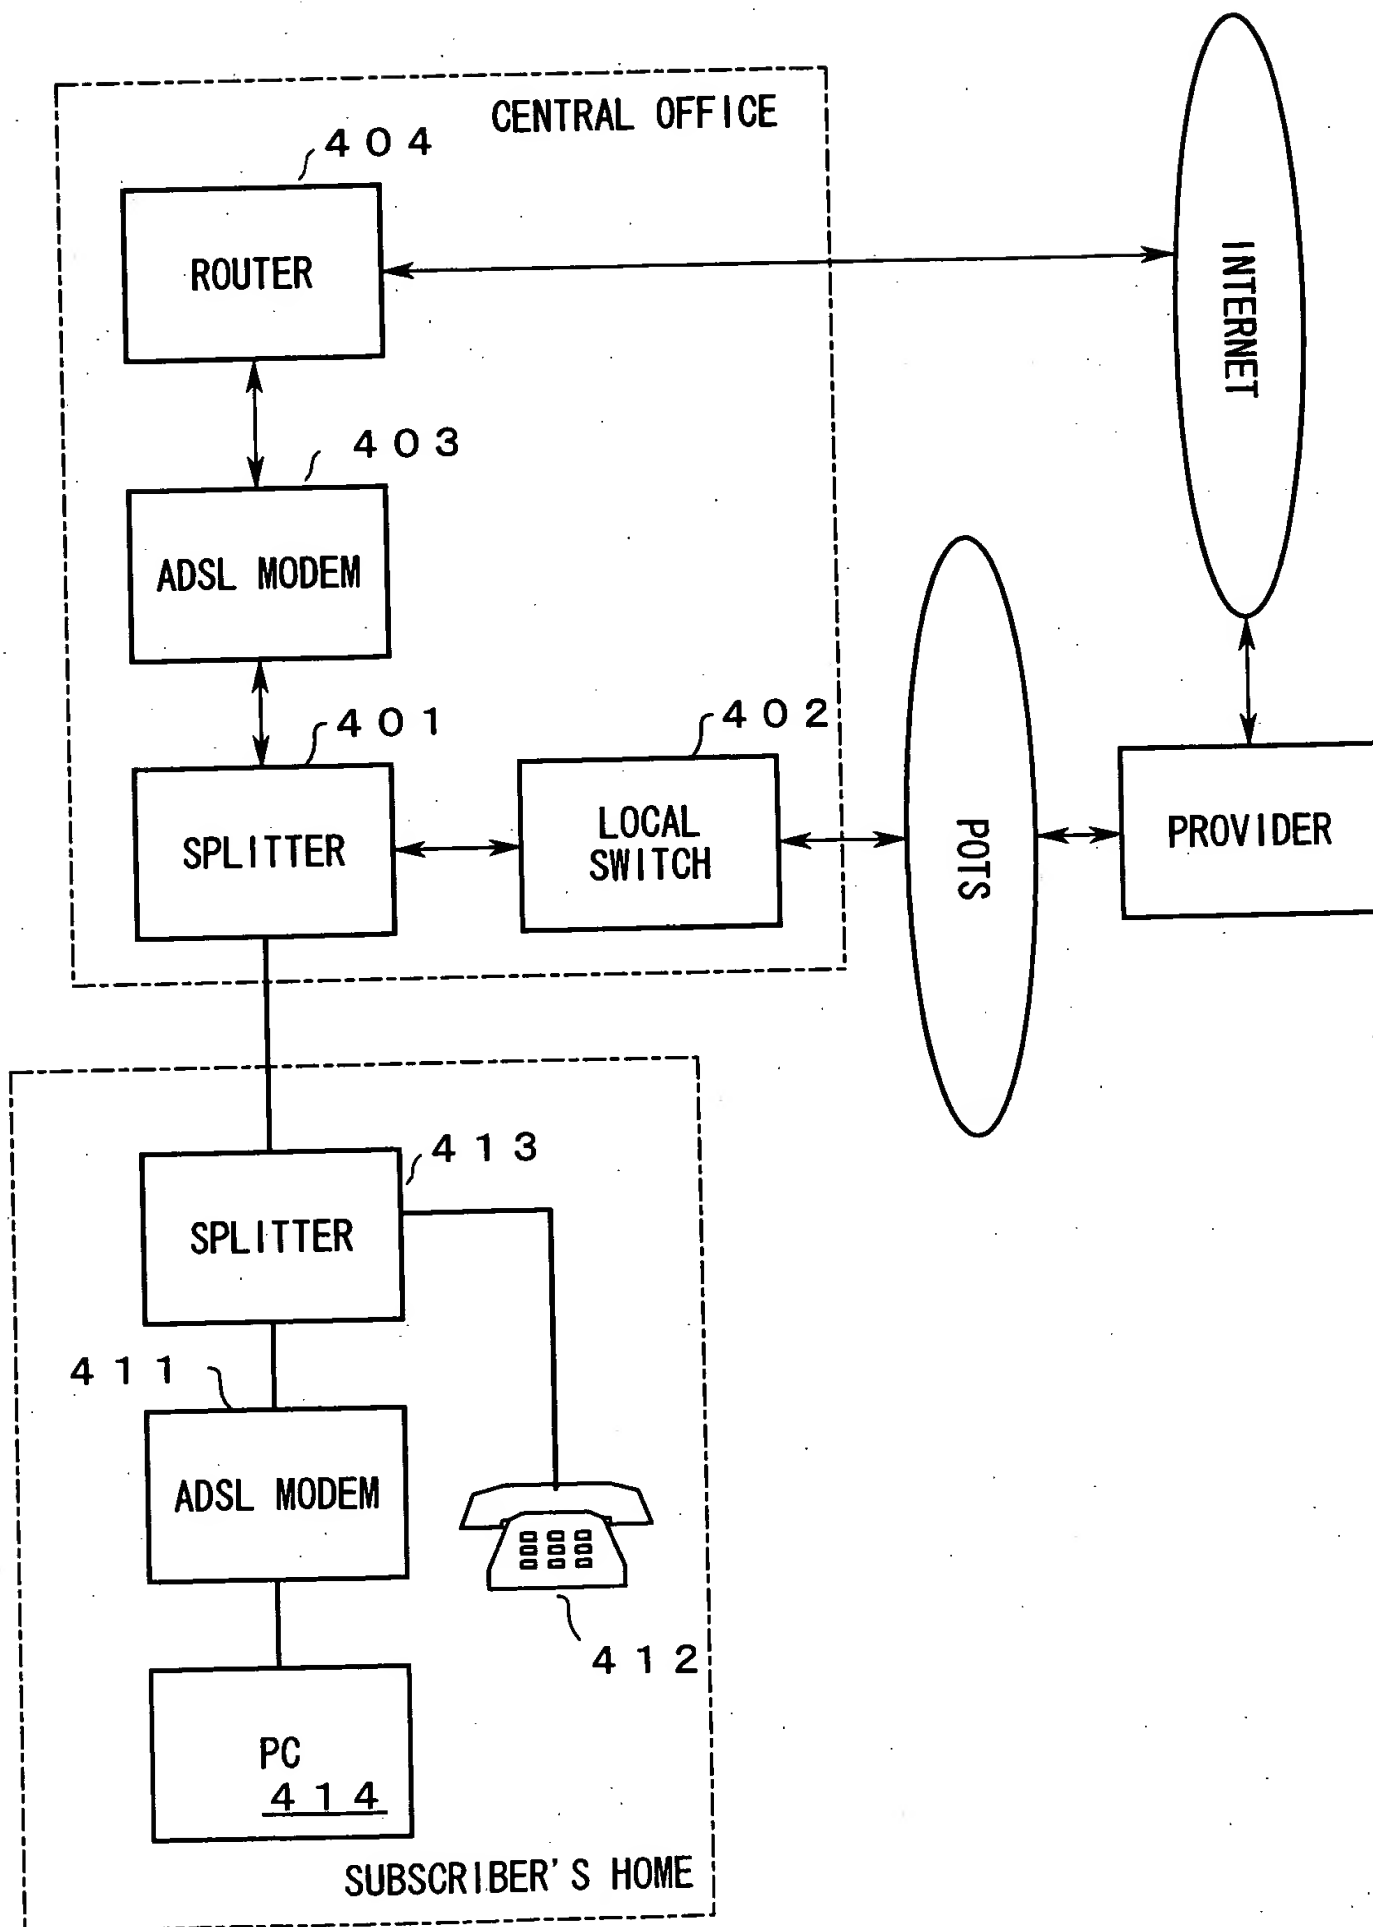 CENTRAL OFFICE
404
ROUTER
INTERNET
403
ADSL MODEM
401
402
SPLITTER
LOCAL
SWITCH
POTS
PROVIDER
413
SPLITTER
411
ADSL MODEM
412
PC
414
SUBSCRIBER'S HOME